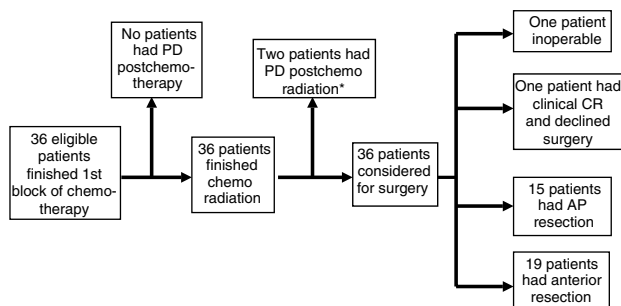 No patients
had PD
postchemo-
therapy
Two patients had
PD postchemo
radiation*
One patient
inoperable
One patient had
clinical CR
and declined
surgery
36 eligible
patients
finished 1st
block of chemo-
therapy
36 patients
finished
chemo
radiation
36 patients
considered
for surgery
15 patients
had AP
resection
19 patients
had anterior
resection